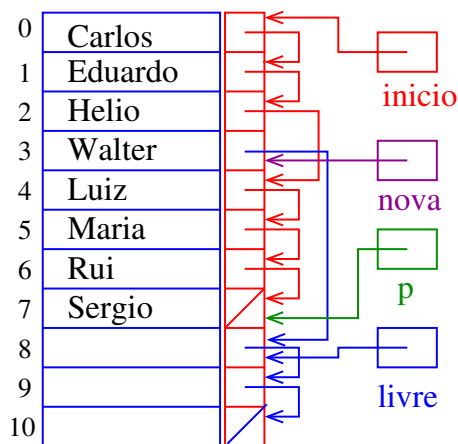 0 Carlos
1 Eduardo
inicio
2 Helio
3 Walter
4 Luiz
nova
5 Maria
6 Rui
p
7 Sergio
8
livre
9
10